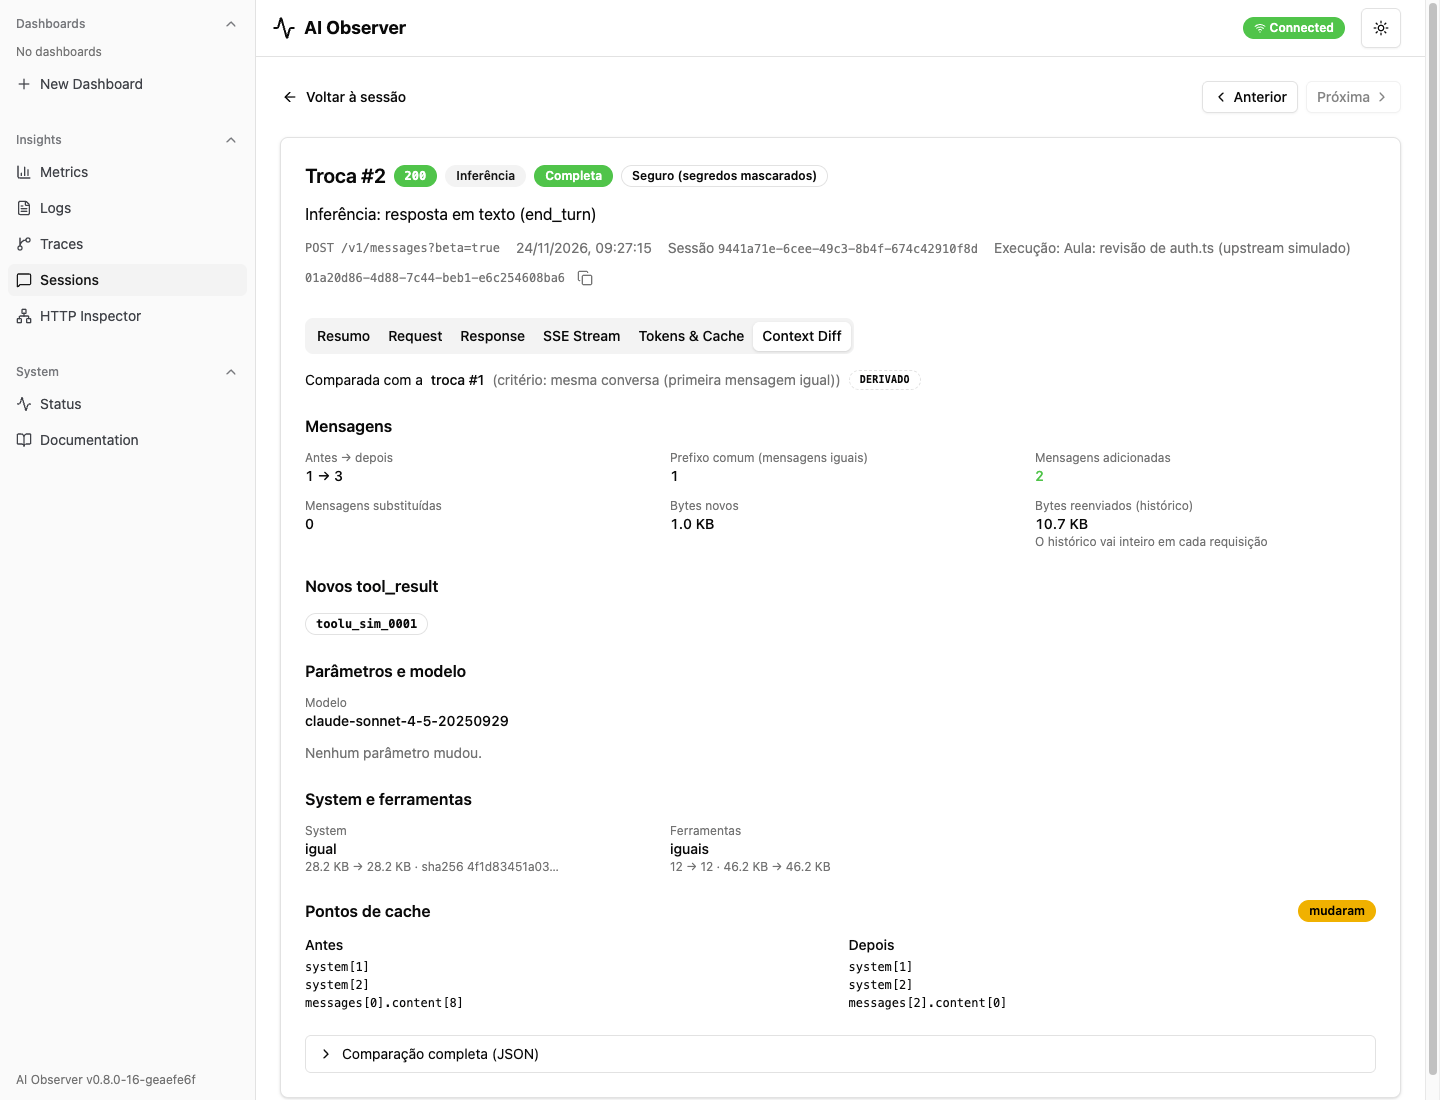 Dashboards
No dashboards
New Dashboard
Insights
Metrics
Logs
Traces
Sessions
HTTP Inspector
System
Status
Documentation
AI Observer v0.8.0-16-geaefe6f
AI Observer
Connected
Voltar à sessão
Anterior
Próxima
Troca #2 200 Inferência Completa Seguro (segredos mascarados)
Inferência: resposta em texto (end_turn)
POST /v1/messages?beta=true 24/11/2026, 09:27:15 Sessão 9441a71e-6cee-49c3-8b4f-674c42910f8d Execução: Aula: revisão de auth.ts (upstream simulado)
01a20d86-4d88-7c44-beb1-e6c254608ba6
Resumo Request Response SSE Stream Tokens & Cache Context Diff
Comparada com a troca #1 (critério: mesma conversa (primeira mensagem igual)) DERIVADO
Mensagens
Antes → depois
1 → 3
Prefixo comum (mensagens iguais)
1
Mensagens adicionadas
2
Mensagens substituídas
0
Bytes novos
1.0 KB
Bytes reenviados (histórico)
10.7 KB
O histórico vai inteiro em cada requisição
Novos tool_result
toolu_sim_0001
Parâmetros e modelo
Modelo
claude-sonnet-4-5-20250929
Nenhum parâmetro mudou.
System e ferramentas
System
igual
28.2 KB → 28.2 KB · sha256 4f1d83451a03…
Ferramentas
iguais
12 → 12 · 46.2 KB → 46.2 KB
Pontos de cache
mudaram
Antes
system[1]
system[2]
messages[0].content[8]
Depois
system[1]
system[2]
messages[2].content[0]
Comparação completa (JSON)